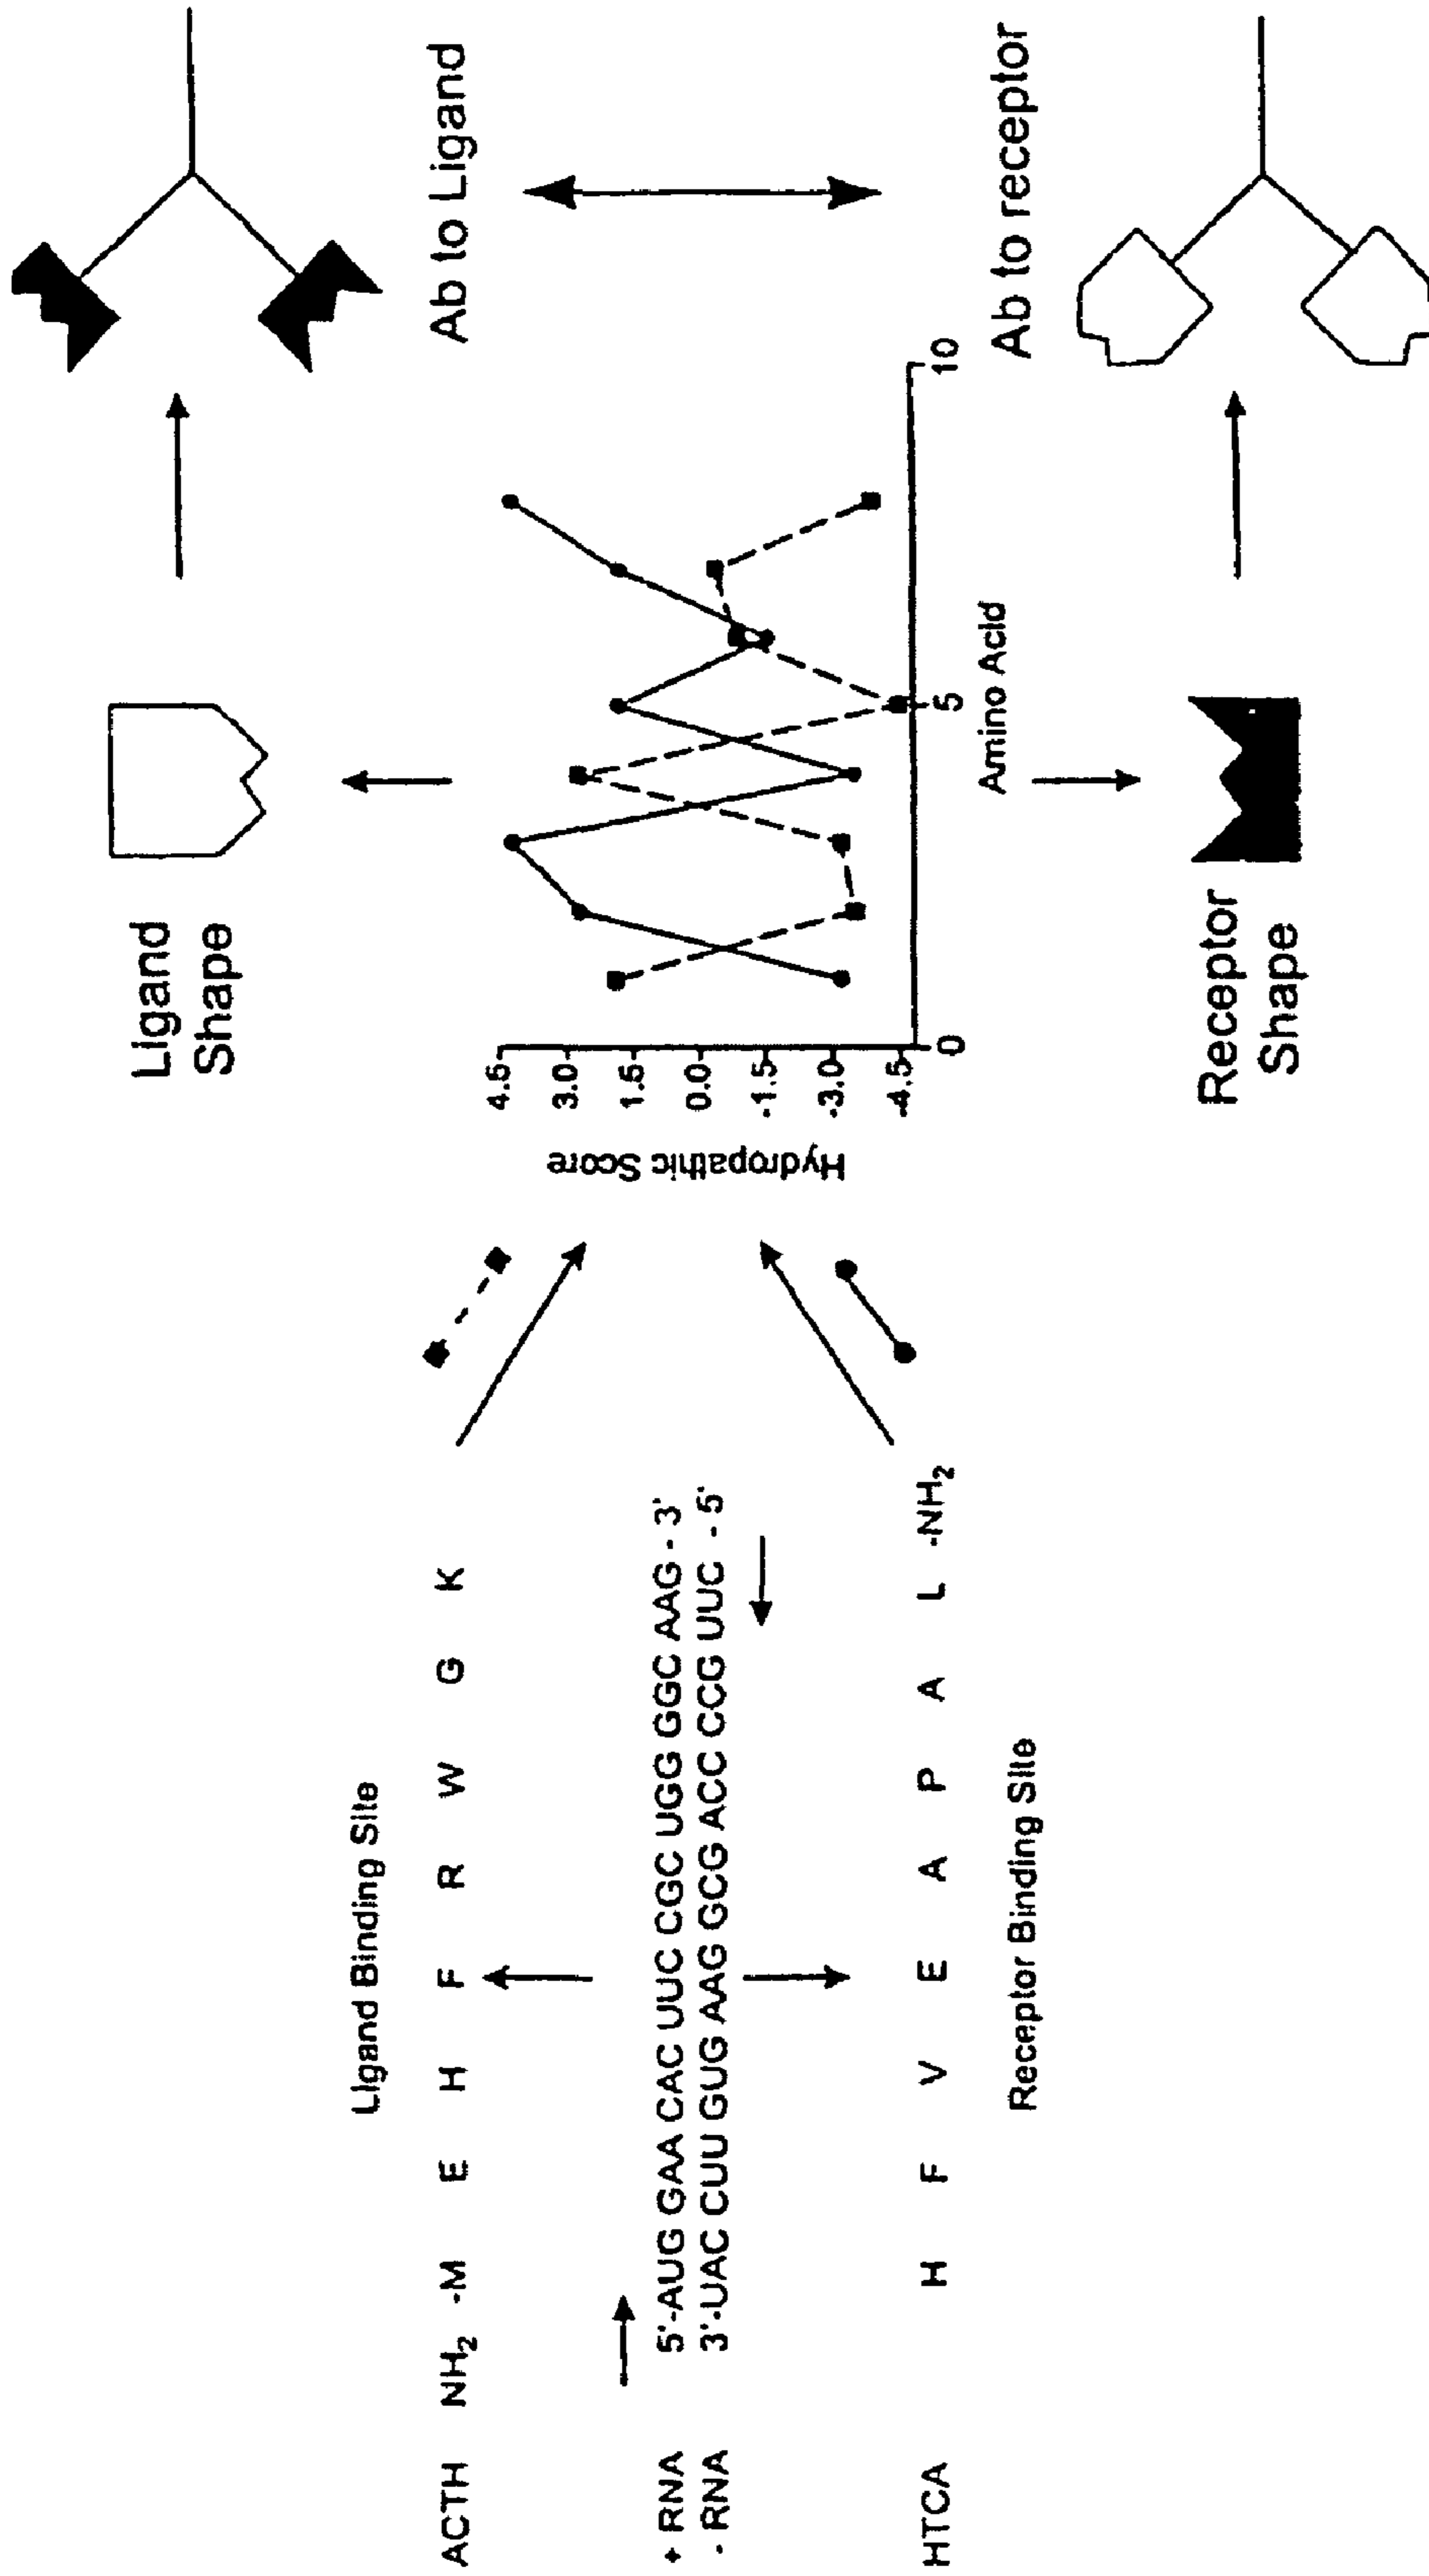 Ligand Binding Site
ACTH NH2 -M E H F R W G K
+ RNA 5'-AUG GAA CAC UUC CGC UGG GGC AAG - 3'
- RNA 3'-UAC CUU GUG AAG GCG ACC CCG UUC - 5'
HTCA H F V E A P A L -NH2
Receptor Binding Site
Ligand
Shape
Hydropathic Score
4.5
3.0
1.5
0.0
-1.5
-3.0
-4.5
0
5
10
Amino Acid
Receptor
Shape
Ab to Ligand
Ab to receptor